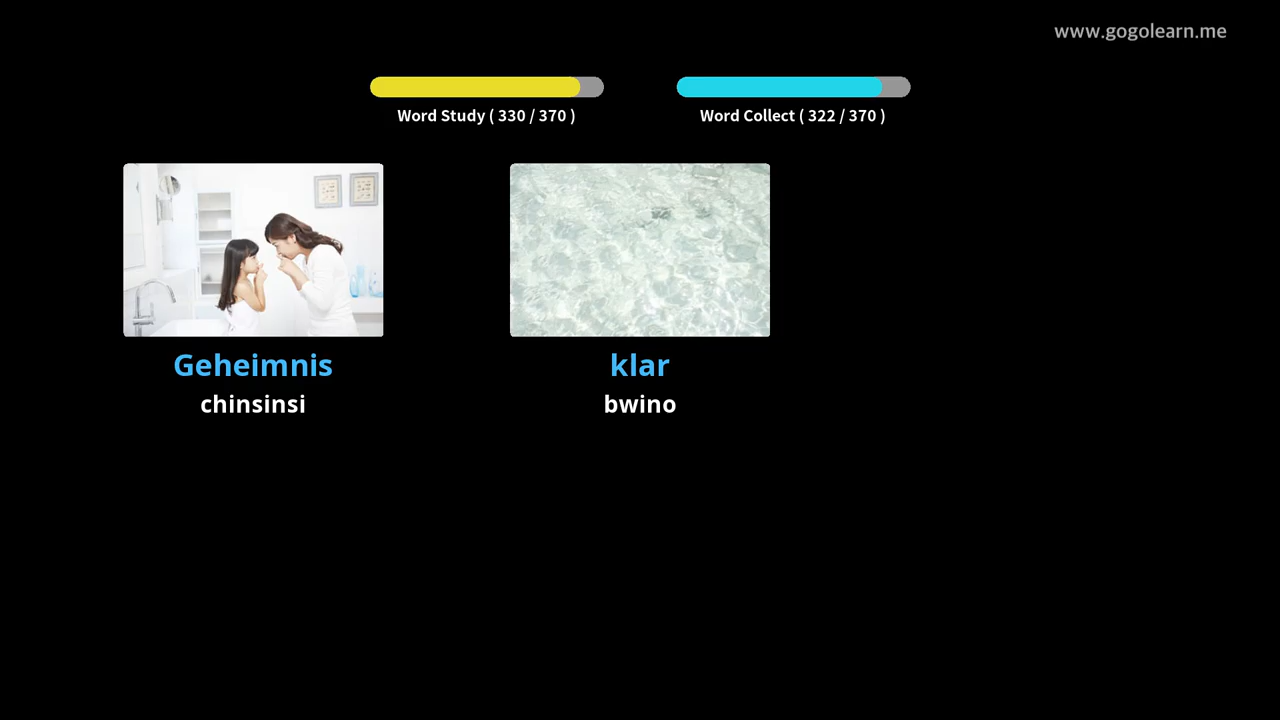 www.gogolearn.me
Word Study ( 330 / 370 )
Word Collect ( 322 / 370 )
Geheimnis
chinsinsi
klar
bwino